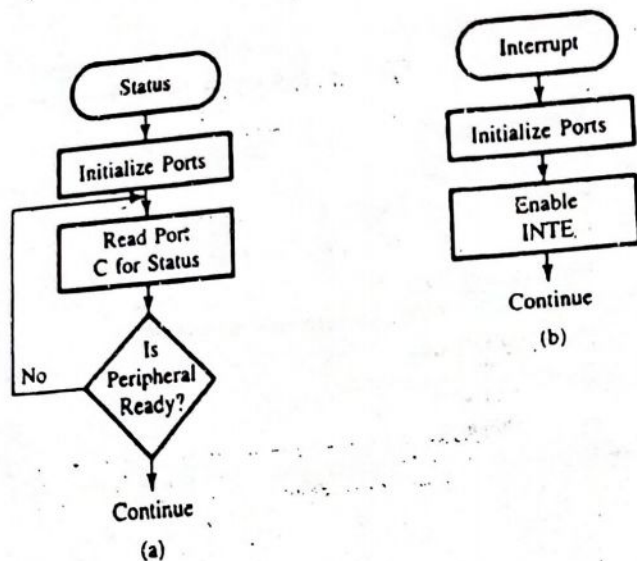 Status
Initialize Ports
Read Port
C for Status
Is
Peripheral
Ready?
No
Continue
(a)
Interrupt
Initialize Ports
Enable
INTE
Continue
(b)